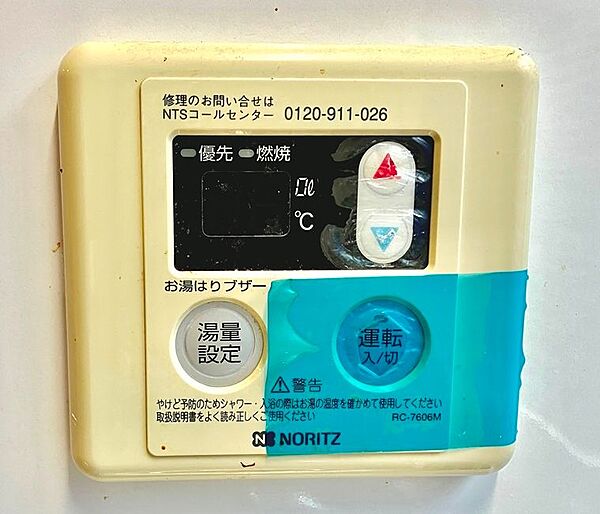 修理のお問い合せは
NTSコールセンター 0120-911-026
優先 燃焼
0ℓ
℃
お湯はりブザー
湯量
設定
運転
入/切
警告
やけど予防のためシャワー・入浴の際はお湯の温度を確かめて使用してください
取扱説明書をよく読み正しくご使用ください
RC-7606M
NORITZ